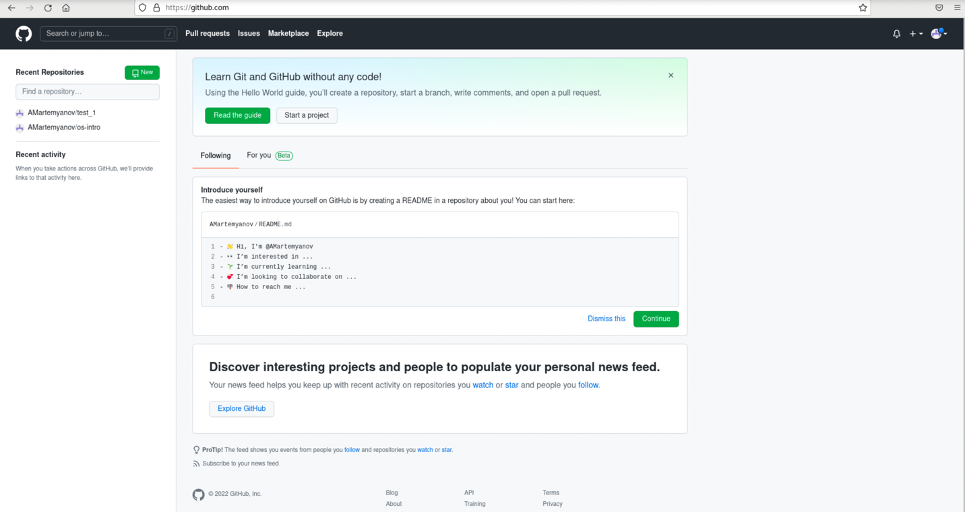 https://github.com
Search or jump to...
/
Pull requests Issues Marketplace Explore
Recent Repositories
New
Find a repository...
AMartemyanov/test_1
AMartemyanov/os-intro
Recent activity
When you take actions across GitHub, we'll provide
links to that activity here.
Learn Git and GitHub without any code!
Using the Hello World guide, you'll create a repository, start a branch, write comments, and open a pull request.
Read the guide
Start a project
Following
For you Beta
Introduce yourself
The easiest way to introduce yourself on GitHub is by creating a README in a repository about you! You can start here:
AMartemyanov/README.md
1 - 👋 Hi, I'm @AMartemyanov
2 - 👀 I'm interested in ...
3 - 🌱 I'm currently learning ...
4 - 💞️ I'm looking to collaborate on ...
5 - 📫 How to reach me ...
6
Dismiss this
Continue
Discover interesting projects and people to populate your personal news feed.
Your news feed helps you keep up with recent activity on repositories you watch or star and people you follow.
Explore GitHub
ProTip! The feed shows you events from people you follow and repositories you watch or star.
Subscribe to your news feed
© 2022 GitHub, Inc.
Blog
About
API
Training
Terms
Privacy